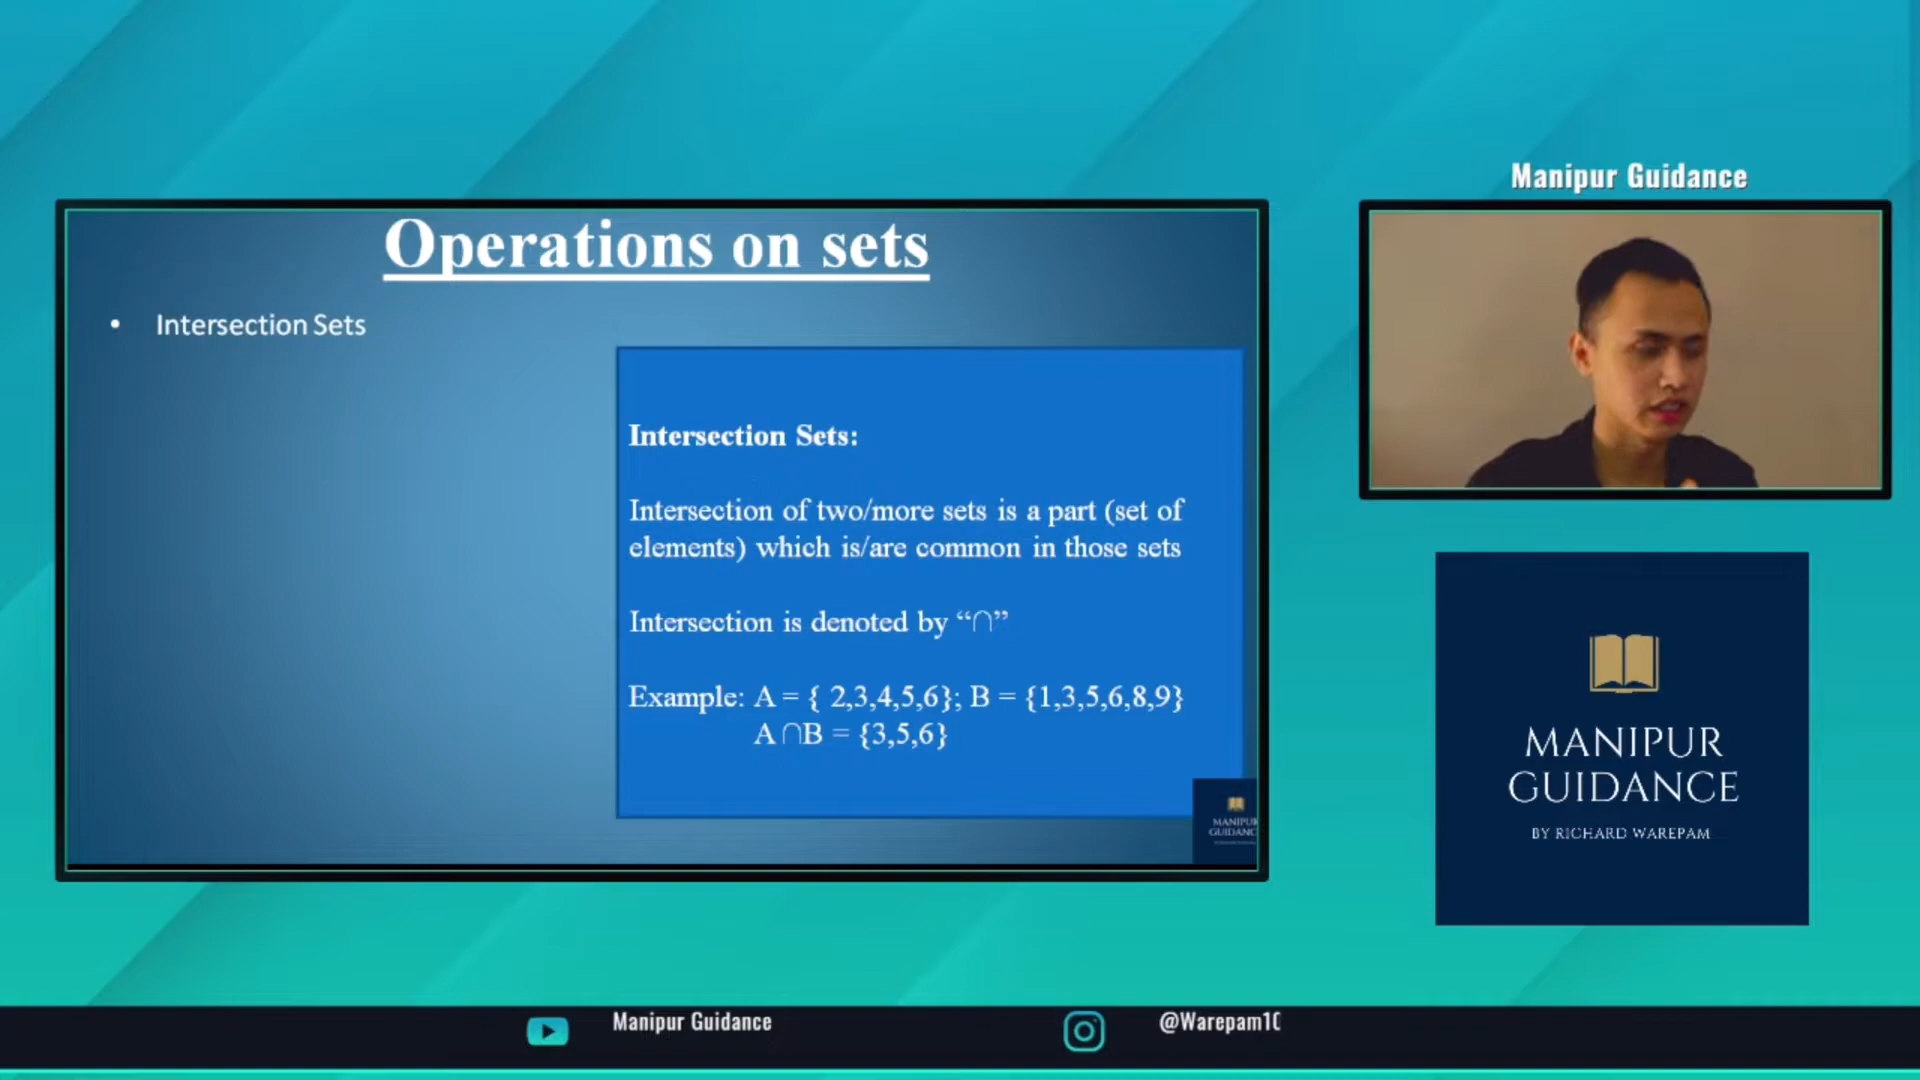 Manipur Guidance
Operations on sets
• Intersection Sets
Intersection Sets:
Intersection of two/more sets is a part (set of
elements) which is/are common in those sets
Intersection is denoted by “∩”
Example: A = { 2,3,4,5,6}; B = {1,3,5,6,8,9}
A ∩B = {3,5,6}
MANIPUR
GUIDANCE
BY RICHARD WAREPAM
Manipur Guidance
@Warepam10